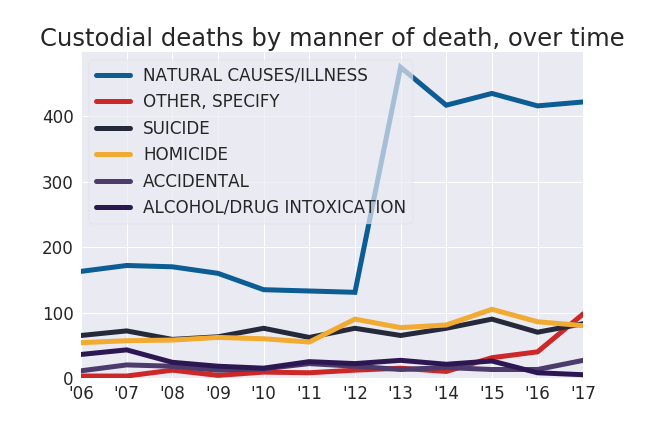 Custodial deaths by manner of death, over time
NATURAL CAUSES/ILLNESS
OTHER, SPECIFY
SUICIDE
HOMICIDE
ACCIDENTAL
ALCOHOL/DRUG INTOXICATION
400
300
200
100
0
'06 '07 '08 '09 '10 '11 '12 '13 '14 '15 '16 '17